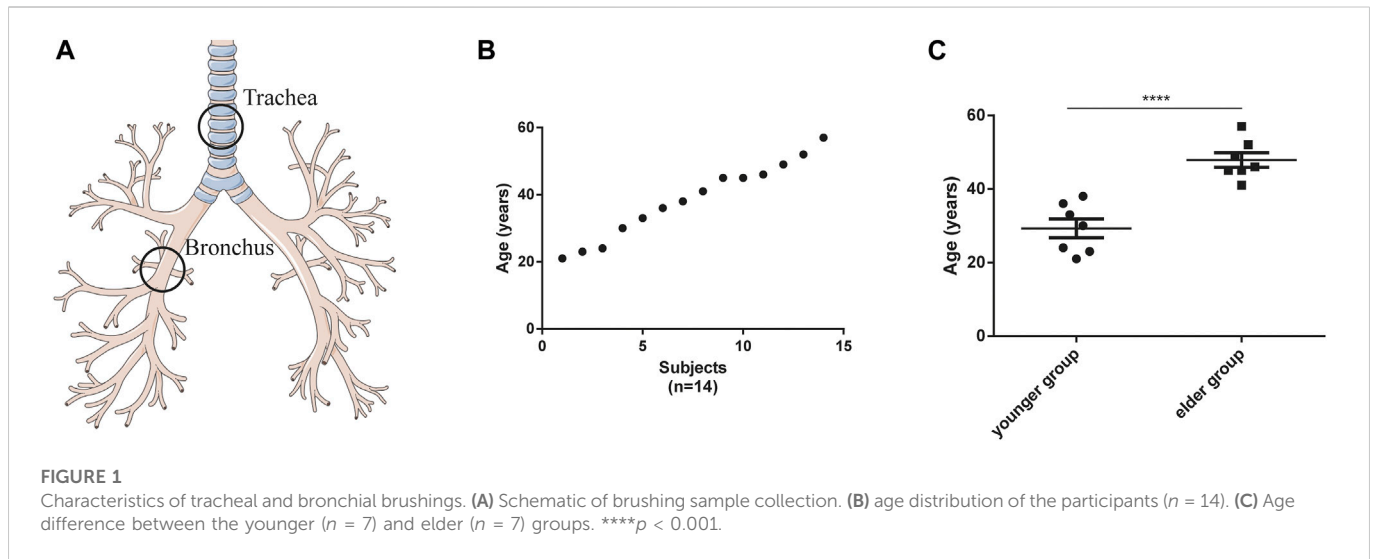 A
Trachea
Bronchus
B
60
40
20
0
Age (years)
0
5
10
15
Subjects
(n=14)
C
****
60
40
20
0
Age (years)
younger group
elder group
FIGURE 1
Characteristics of tracheal and bronchial brushings. (A) Schematic of brushing sample collection. (B) age distribution of the participants (n = 14). (C) Age
difference between the younger (n = 7) and elder (n = 7) groups. ****p < 0.001.